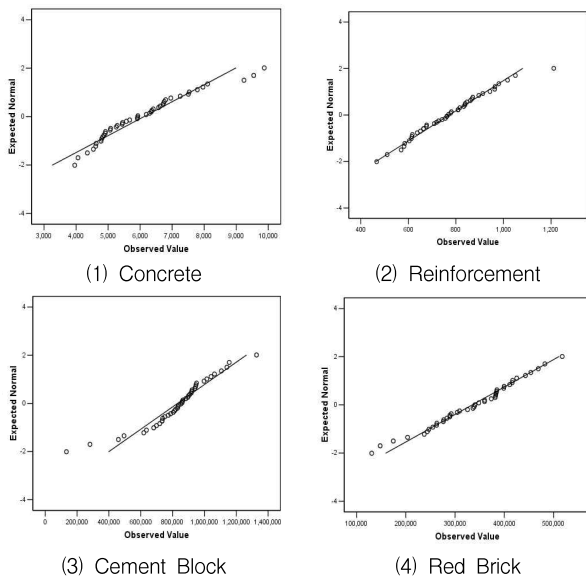 4
2
0
-2
-4
Expected Normal
3,000 4,000 5,000 6,000 7,000 8,000 9,000 10,000
Observed Value
(1) Concrete
4
2
0
-2
-4
Expected Normal
400 600 800 1,000 1,200
Observed Value
(2) Reinforcement
4
2
0
-2
-4
Expected Normal
0 200,000 400,000 600,000 800,000 1,000,000 1,200,000 1,400,000
Observed Value
(3) Cement Block
4
2
0
-2
-4
Expected Normal
100,000 200,000 300,000 400,000 500,000
Observed Value
(4) Red Brick